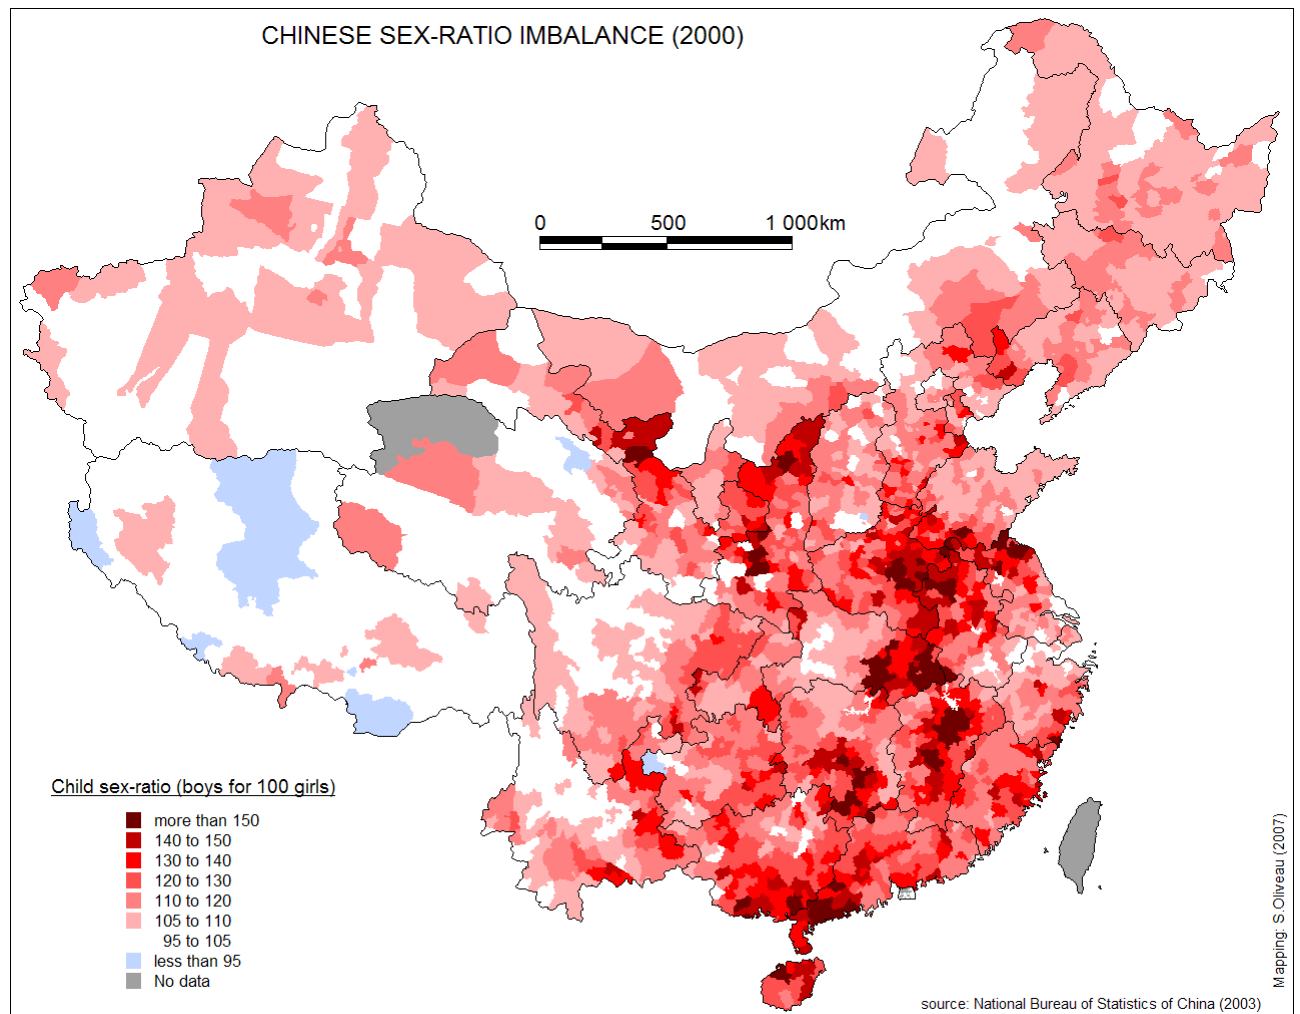 CHINESE SEX-RATIO IMBALANCE (2000)
0 500 1 000km
Child sex-ratio (boys for 100 girls)
more than 150
140 to 150
130 to 140
120 to 130
110 to 120
105 to 110
95 to 105
less than 95
No data
Mapping: S.Oliveau (2007)
source: National Bureau of Statistics of China (2003)